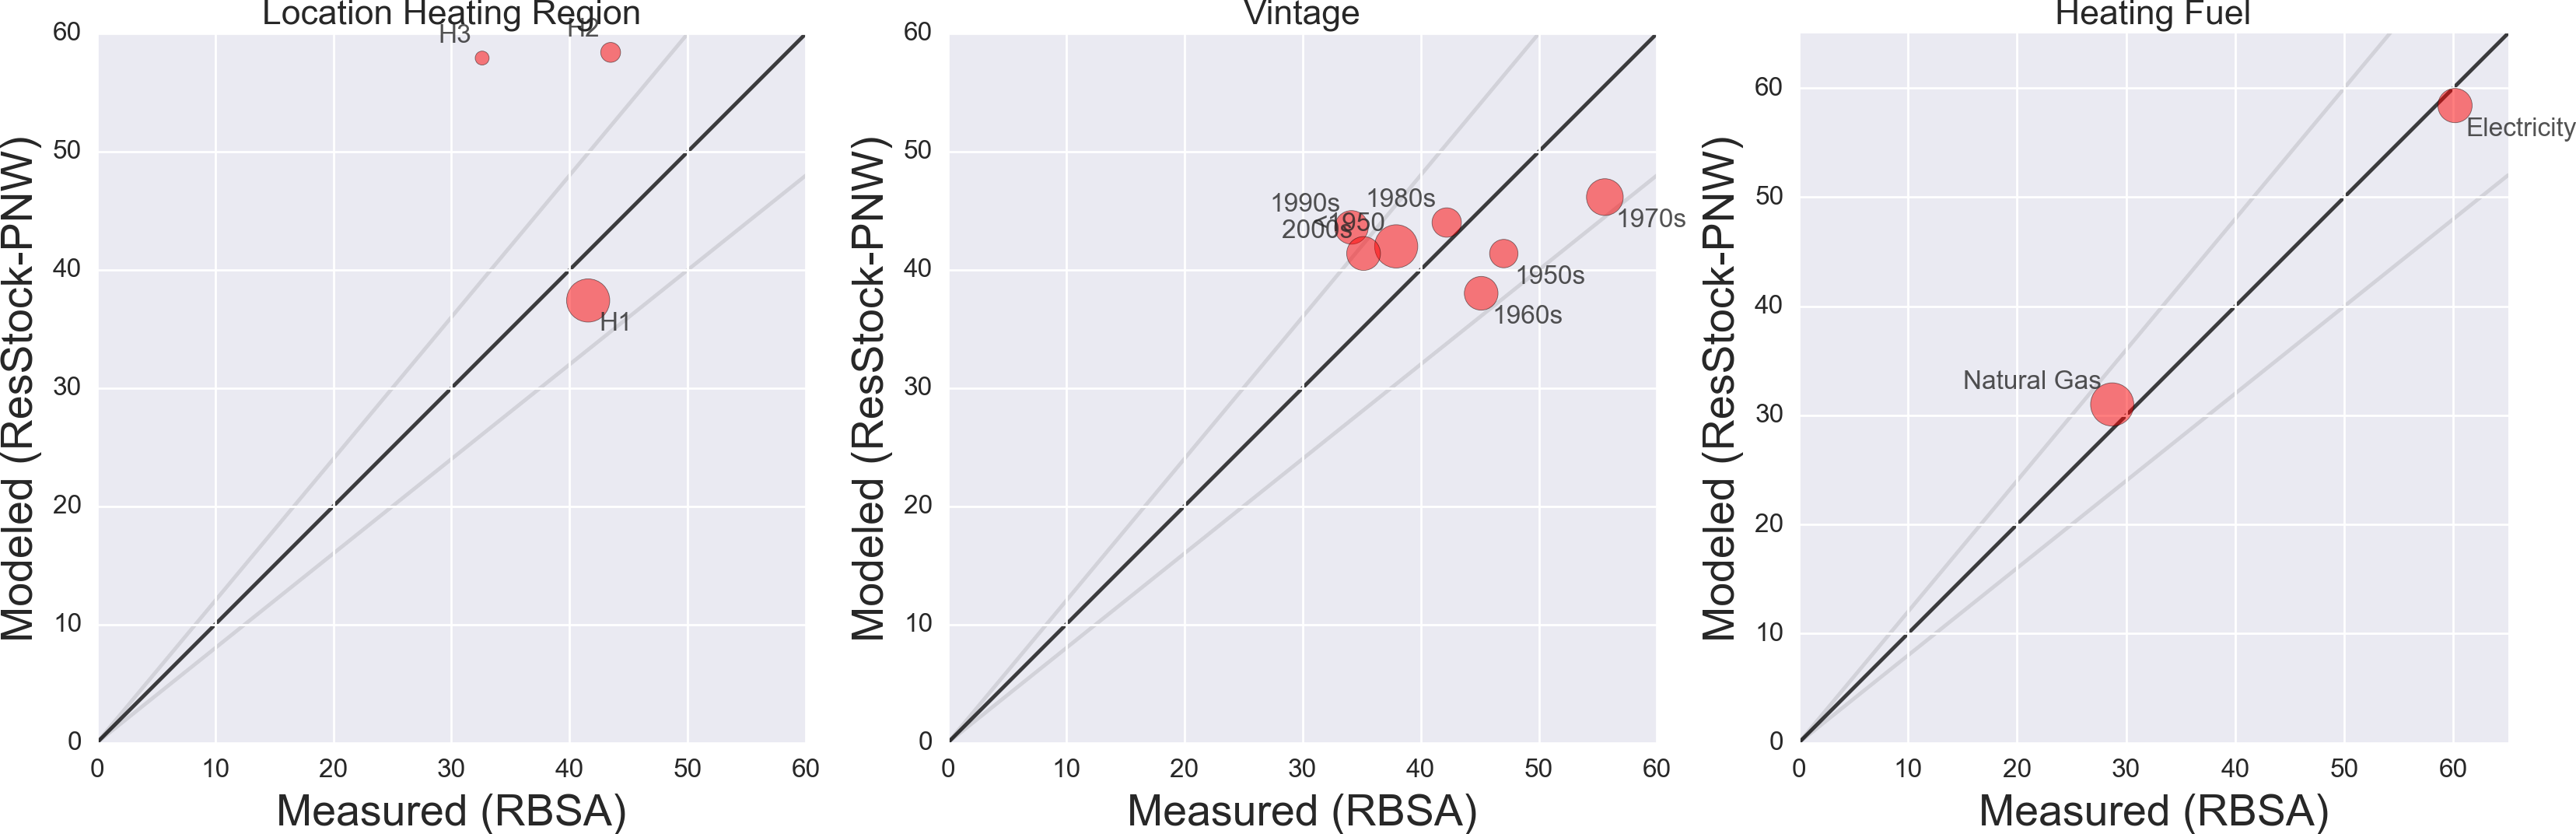 Location Heating Region
Modeled (ResStock-PNW)
60
50
40
30
20
10
0
H3
H2
H1
0 10 20 30 40 50 60
Measured (RBSA)
Vintage
Modeled (ResStock-PNW)
60
50
40
30
20
10
0
1990s
1980s
<1950
2000s
1970s
1950s
1960s
0 10 20 30 40 50 60
Measured (RBSA)
Heating Fuel
Modeled (ResStock-PNW)
60
50
40
30
20
10
0
Electricity
Natural Gas
0 10 20 30 40 50 60
Measured (RBSA)